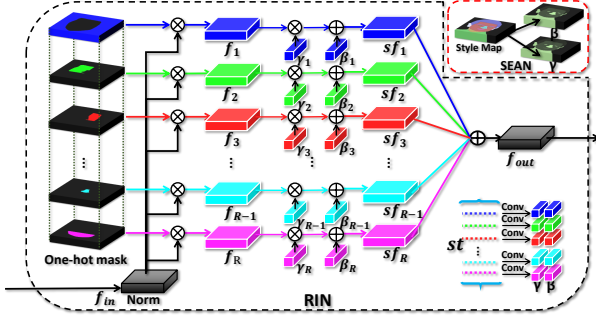 f1 γ1 β1 sf1
f2 γ2 β2 sf2
f3 γ3 β3 sf3
... ... ... ...
fR−1 γR−1 βR−1 sfR−1
fR γR βR sfR
One-hot mask
fin
Norm
RIN
fout
Style Map
β
γ
SEAN
st
Conv
Conv
Conv
...
Conv
Conv
γ β